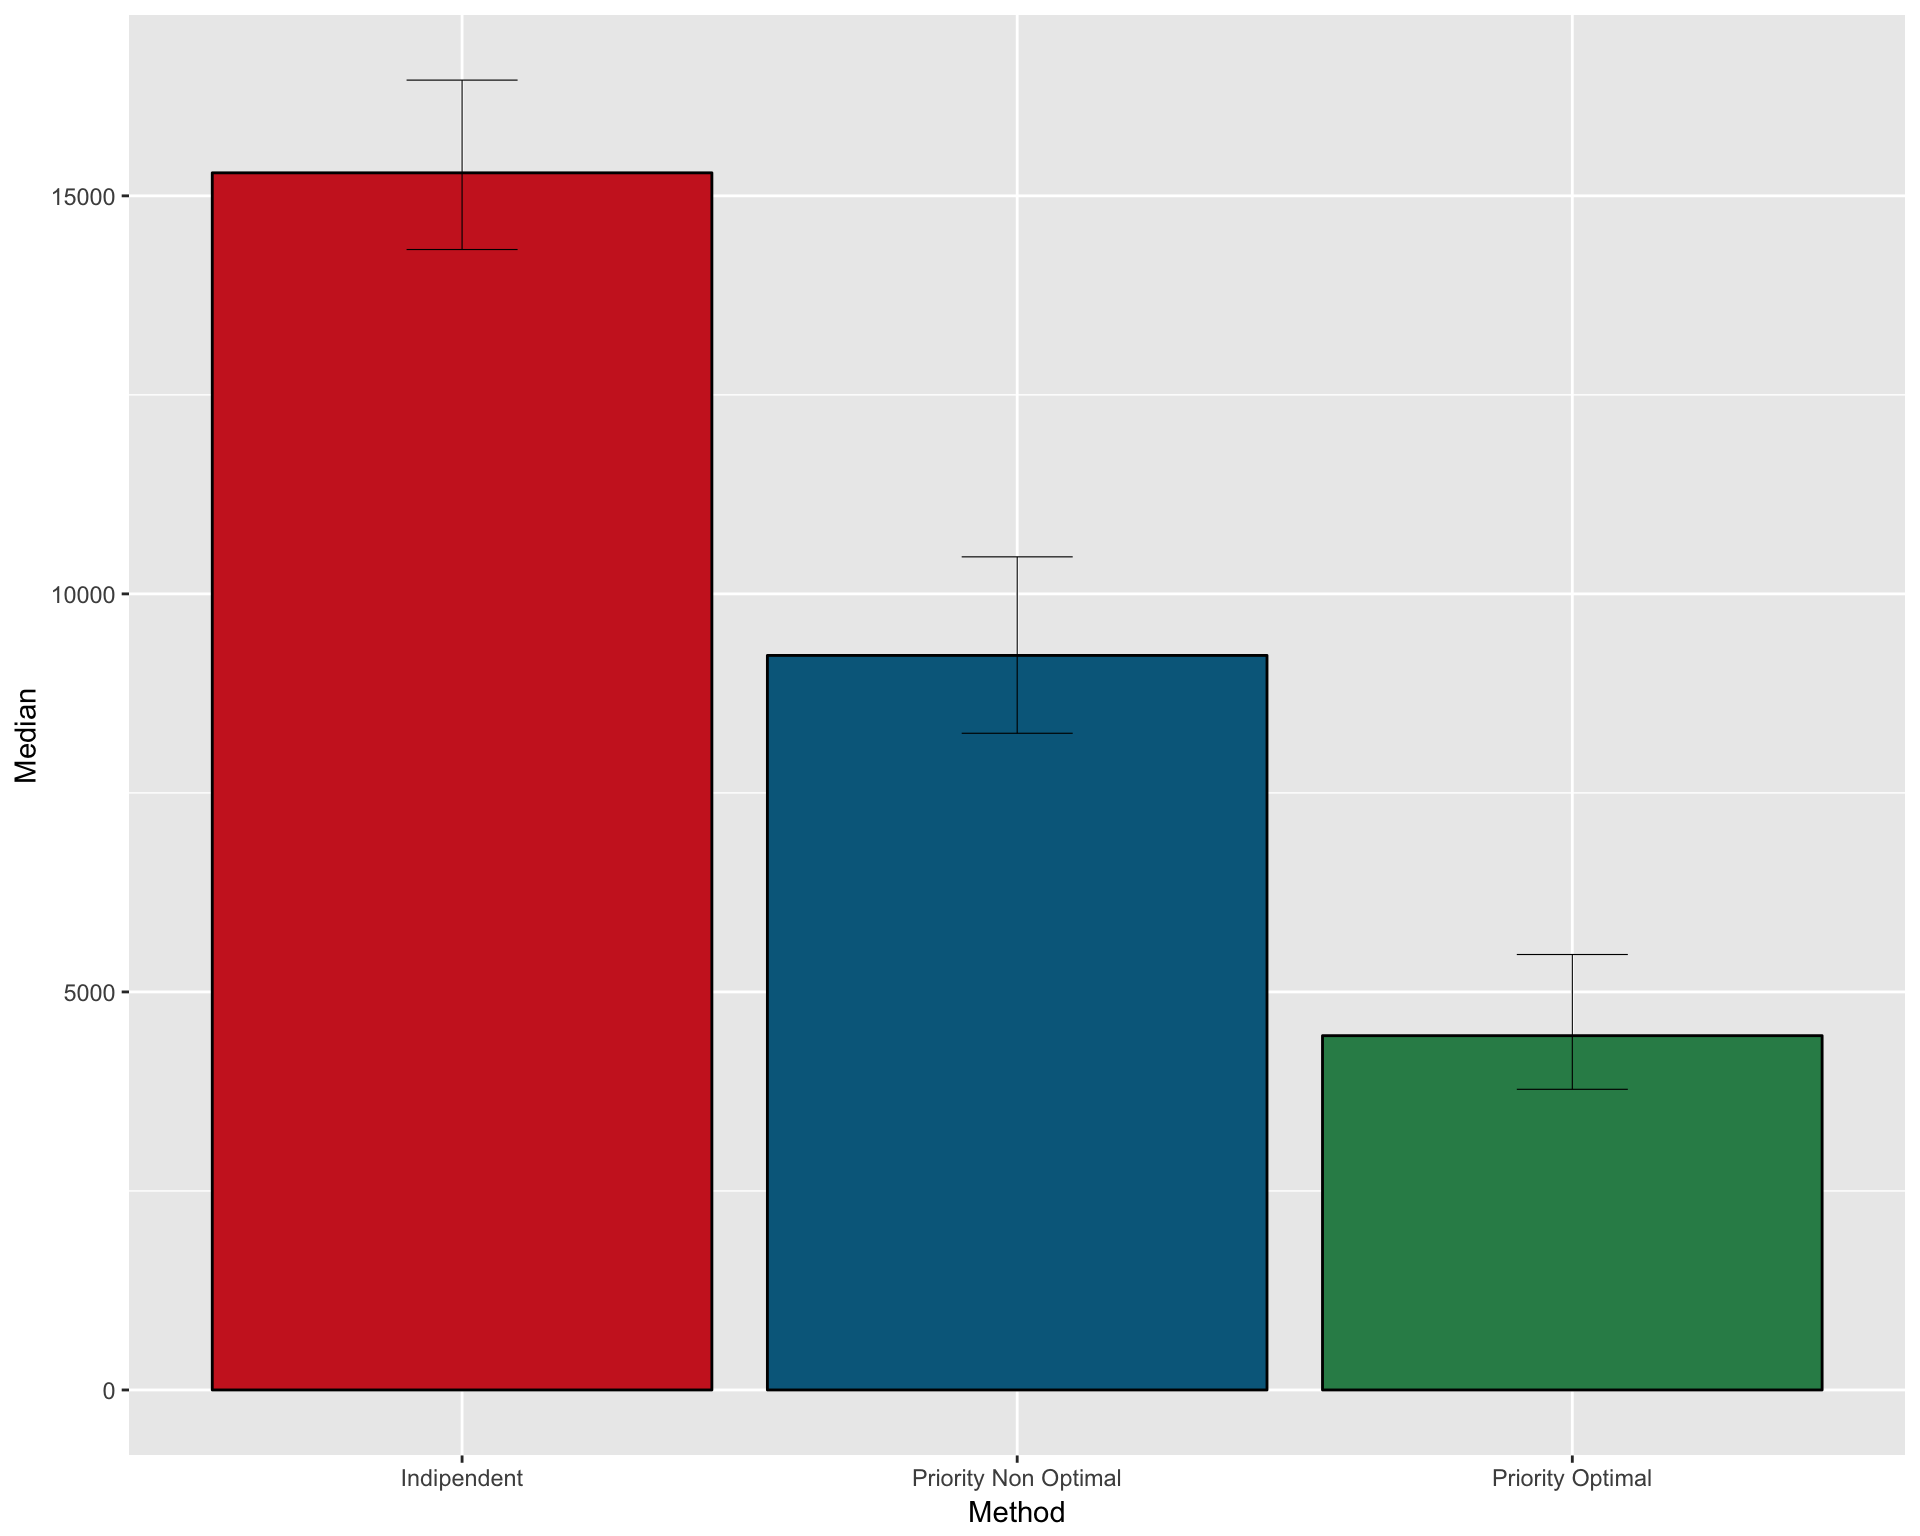 Median
15000
10000
5000
0
Indipendent
Priority Non Optimal
Priority Optimal
Method